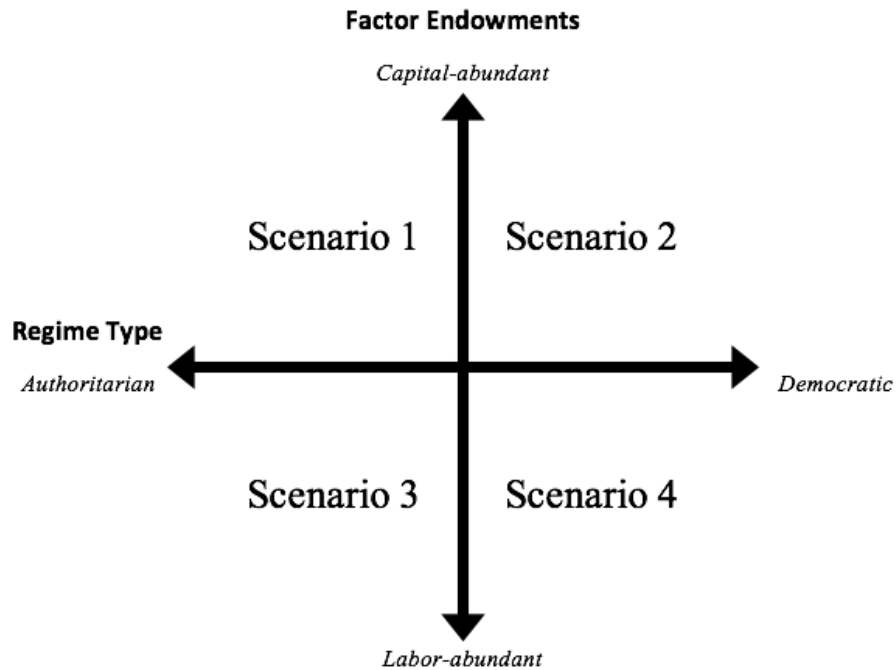 Factor Endowments
Capital-abundant
Scenario 1
Scenario 2
Regime Type
Authoritarian
Democratic
Scenario 3
Scenario 4
Labor-abundant